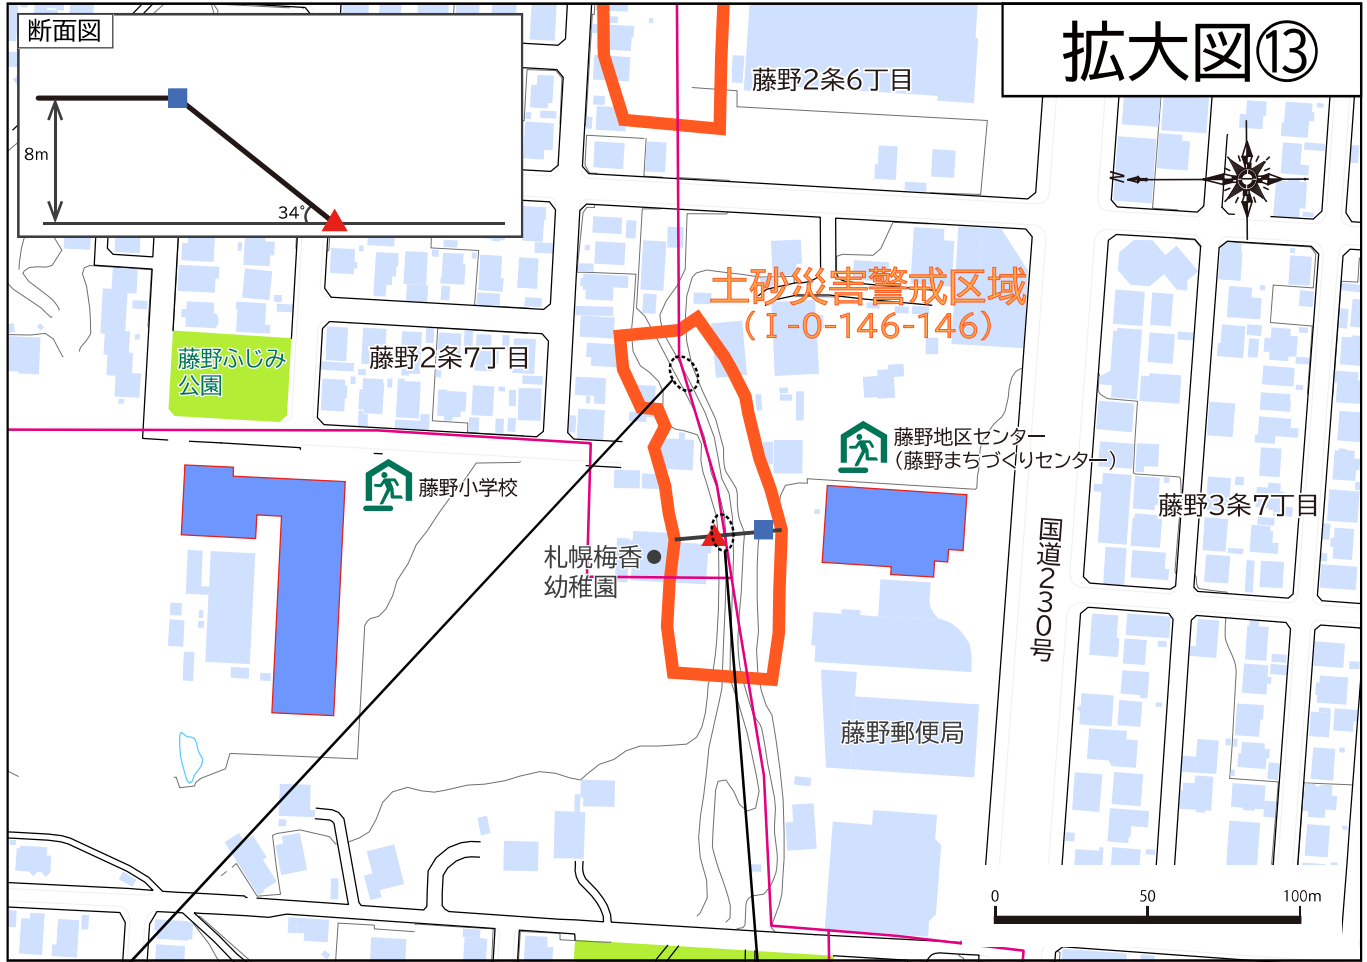 断面図
8m
34°
拡大図⑬
藤野2条6丁目
N
土砂災害警戒区域
(Ⅰ-0-146-146)
藤野ふじみ
公園
藤野2条7丁目
藤野地区センター
(藤野まちづくりセンター)
藤野小学校
藤野3条7丁目
国道230号
札幌梅香
幼稚園
藤野郵便局
0 50 100m